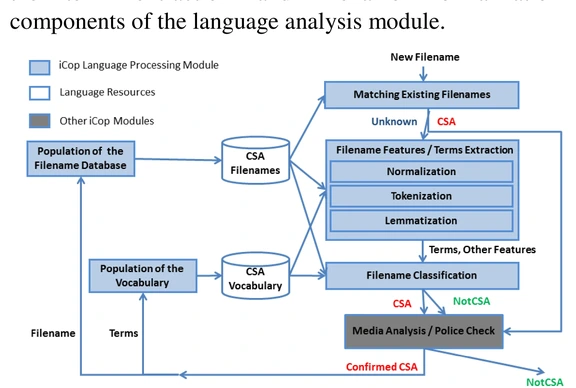 components of the language analysis module.
iCop Language Processing Module
Language Resources
Other iCop Modules
New Filename
Matching Existing Filenames
Unknown
CSA
Population of the
Filename Database
CSA
Filenames
Filename Features / Terms Extraction
Normalization
Tokenization
Lemmatization
Terms, Other Features
Population of the
Vocabulary
CSA
Vocabulary
Filename Classification
CSA
NotCSA
Media Analysis / Police Check
Filename
Terms
Confirmed CSA
NotCSA